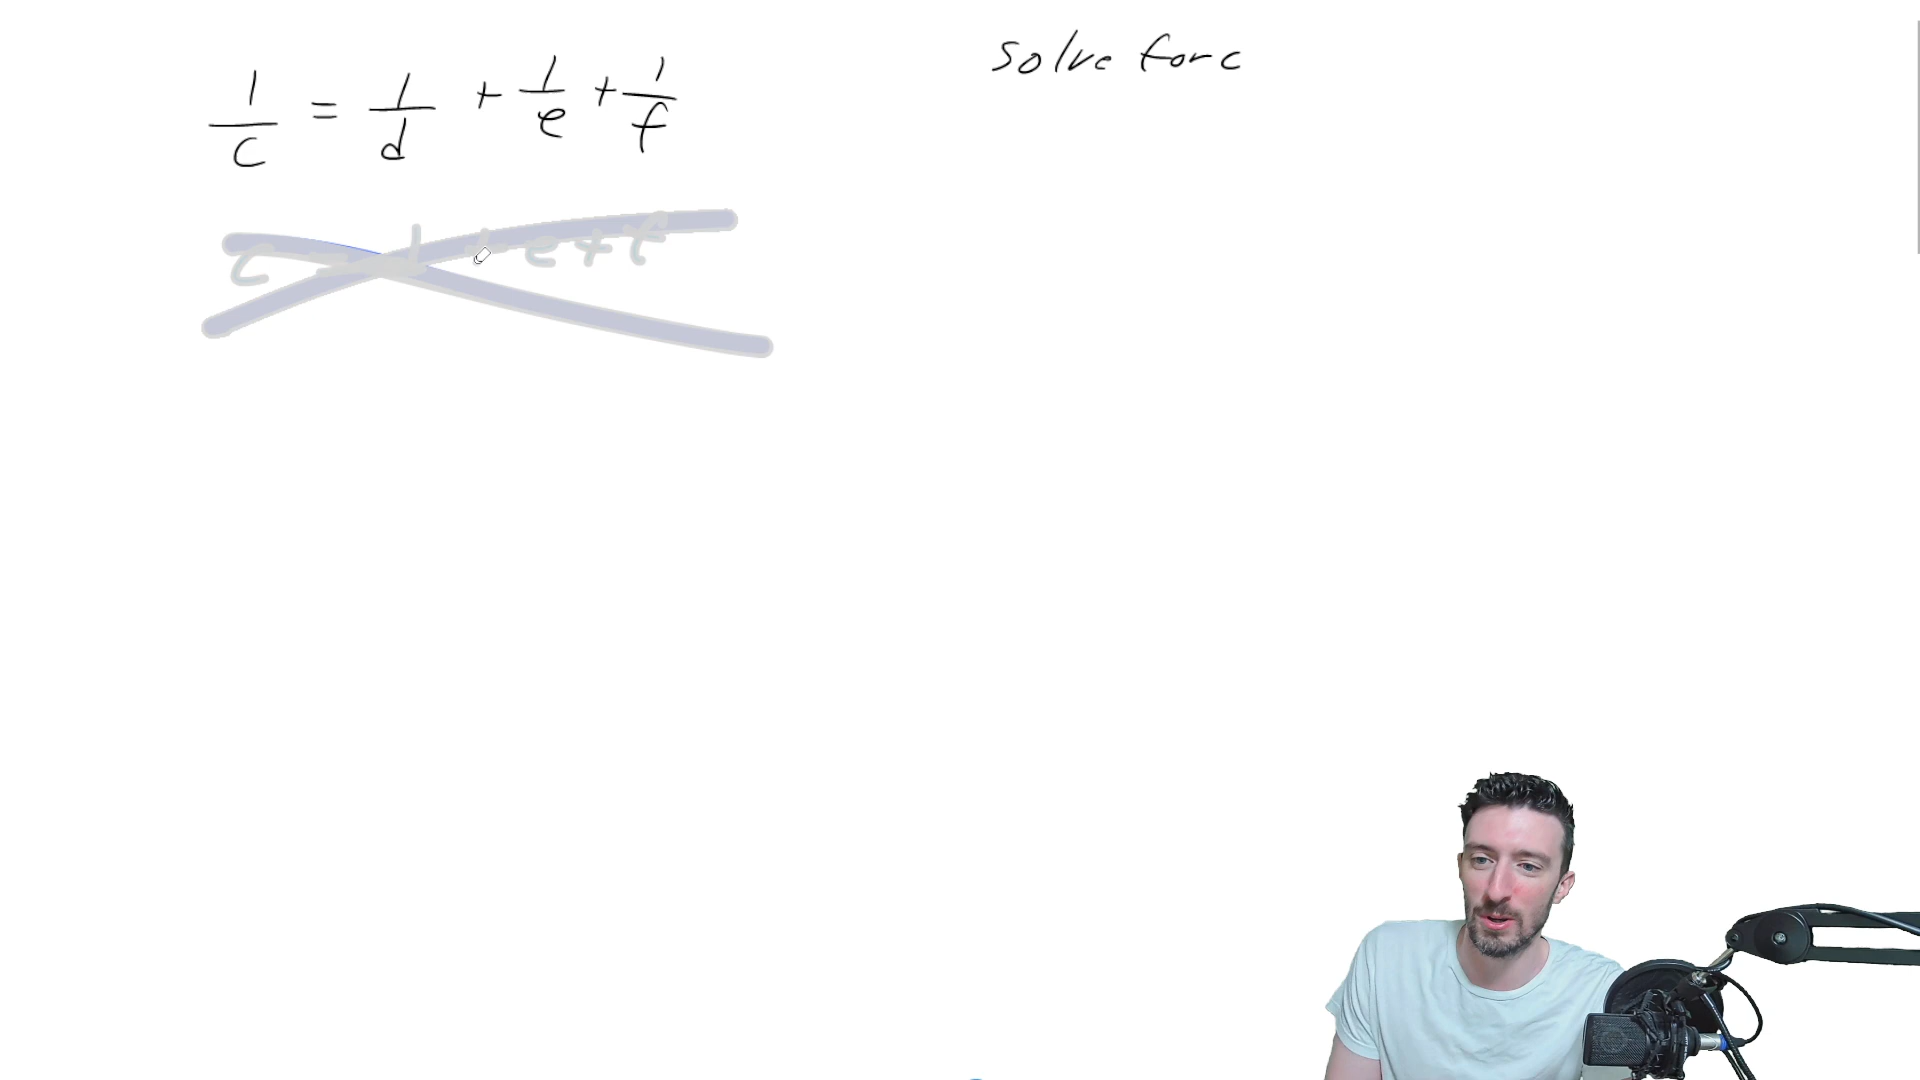 1/c = 1/d + 1/e + 1/f
solve for c
c = d + e + f